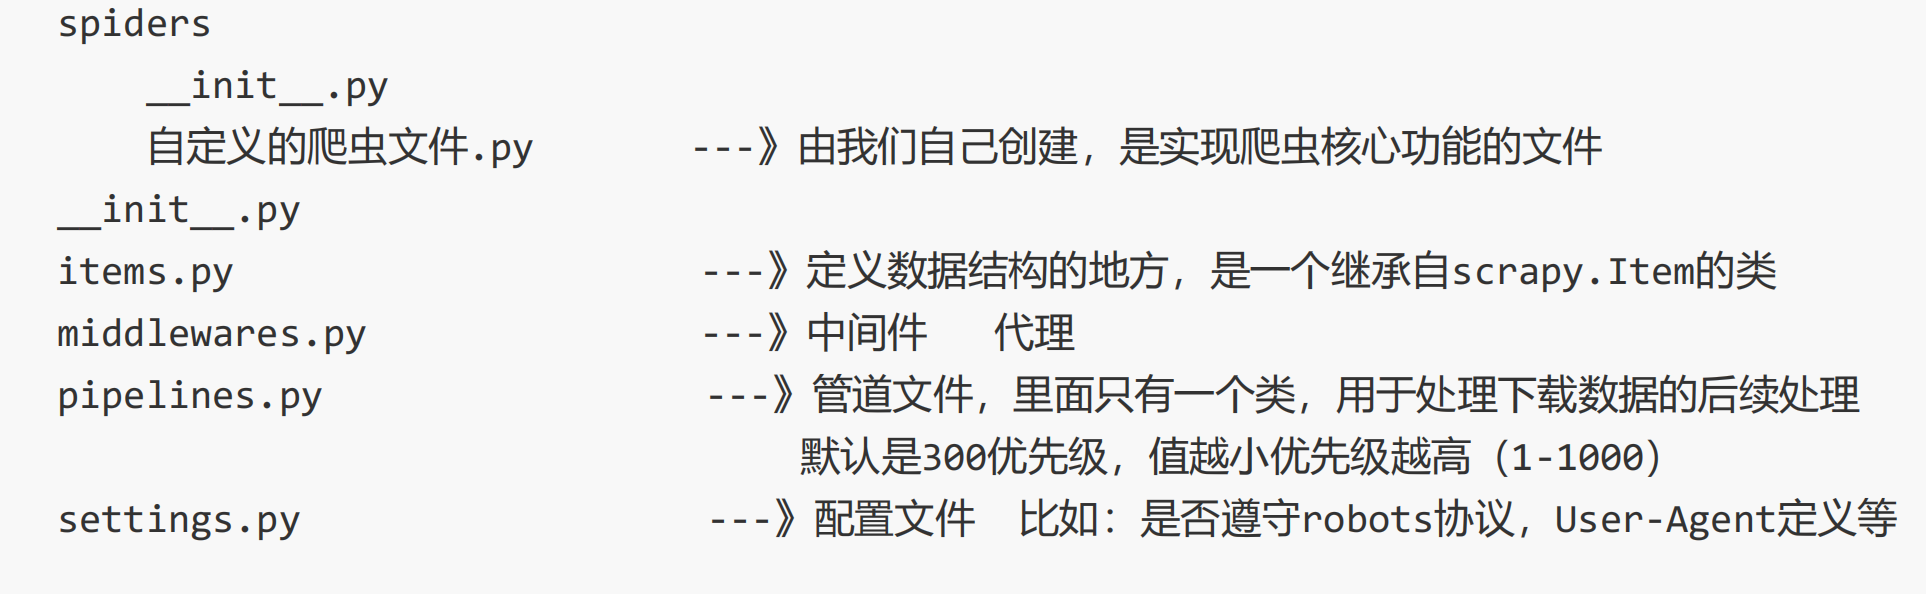 spiders
__init__.py
自定义的爬虫文件.py ---》由我们自己创建，是实现爬虫核心功能的文件
__init__.py
items.py ---》定义数据结构的地方，是一个继承自scrapy.Item的类
middlewares.py ---》中间件 代理
pipelines.py ---》管道文件，里面只有一个类，用于处理下载数据的后续处理
默认是300优先级，值越小优先级越高（1-1000）
settings.py ---》配置文件 比如：是否遵守robots协议，User-Agent定义等